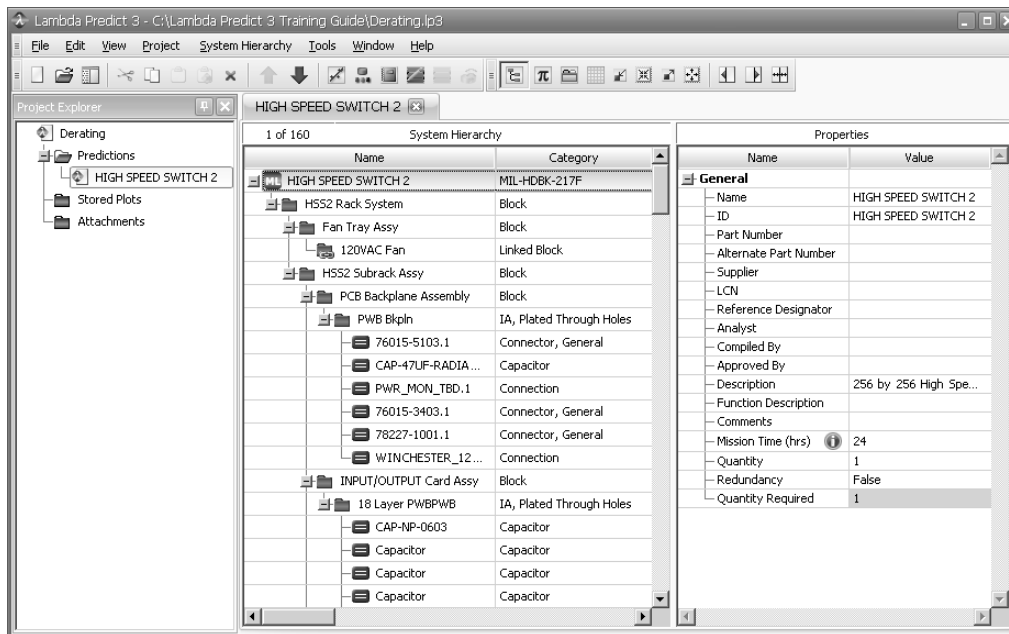 Lambda Predict 3 - C:\Lambda Predict 3 Training Guide\Derating.lp3
File Edit View Project System Hierarchy Tools Window Help
Project Explorer
Derating
Predictions
HIGH SPEED SWITCH 2
Stored Plots
Attachments
HIGH SPEED SWITCH 2
1 of 160 System Hierarchy
Name Category
HIGH SPEED SWITCH 2 MIL-HDBK-217F
HSS2 Rack System Block
Fan Tray Assy Block
120VAC Fan Linked Block
HSS2 Subrack Assy Block
PCB Backplane Assembly Block
PWB Bkpln IA, Plated Through Holes
76015-5103.1 Connector, General
CAP-47UF-RADIA... Capacitor
PWR_MON_TBD.1 Connection
76015-3403.1 Connector, General
78227-1001.1 Connector, General
WINCHESTER_12... Connection
INPUT/OUTPUT Card Assy Block
18 Layer PWBPWB IA, Plated Through Holes
CAP-NP-0603 Capacitor
Capacitor Capacitor
Capacitor Capacitor
Capacitor Capacitor
Properties
Name Value
General
Name HIGH SPEED SWITCH 2
ID HIGH SPEED SWITCH 2
Part Number
Alternate Part Number
Supplier
LCN
Reference Designator
Analyst
Compiled By
Approved By
Description 256 by 256 High Spe...
Function Description
Comments
Mission Time (hrs) 24
Quantity 1
Redundancy False
Quantity Required 1